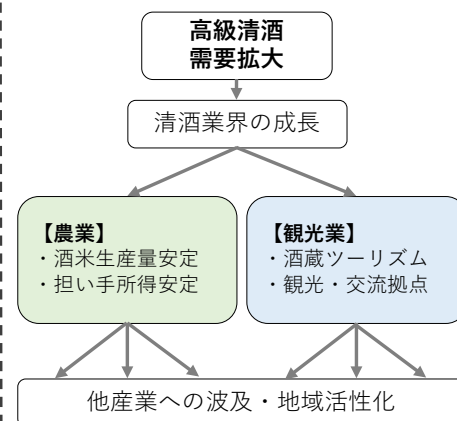 高級清酒
需要拡大
清酒業界の成長
【農業】
・酒米生産量安定
・担い手所得安定
【観光業】
・酒蔵ツーリズム
・観光・交流拠点
他産業への波及・地域活性化